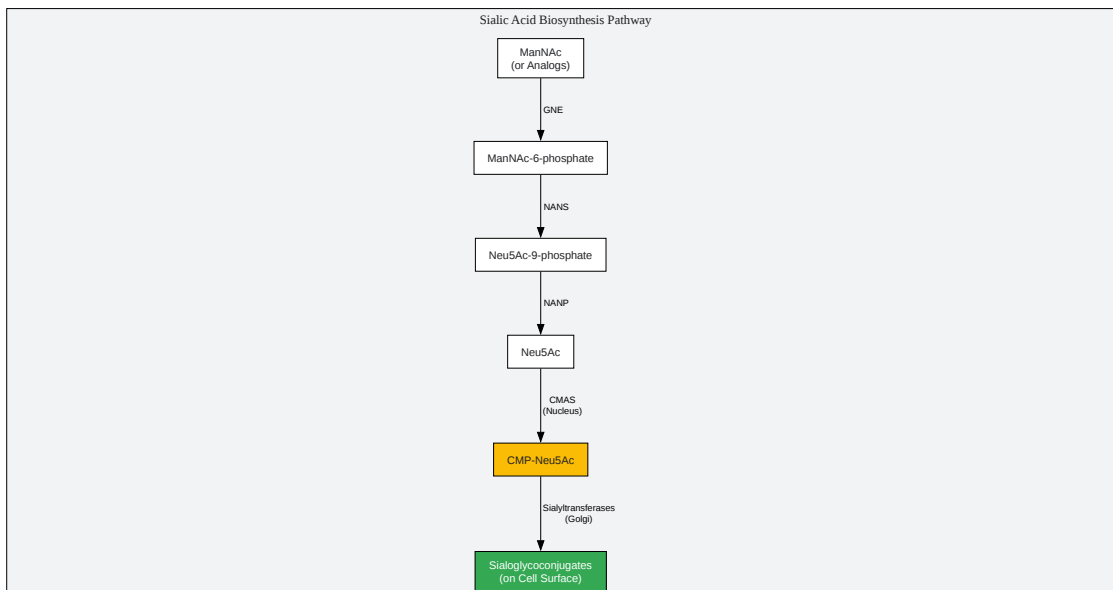 Sialic Acid Biosynthesis Pathway
ManNAc
(or Analogs)
GNE
ManNAc-6-phosphate
NANS
Neu5Ac-9-phosphate
NANP
Neu5Ac
CMAS
(Nucleus)
CMP-Neu5Ac
Sialyltransferases
(Golgi)
Sialoglycoconjugates
(on Cell Surface)